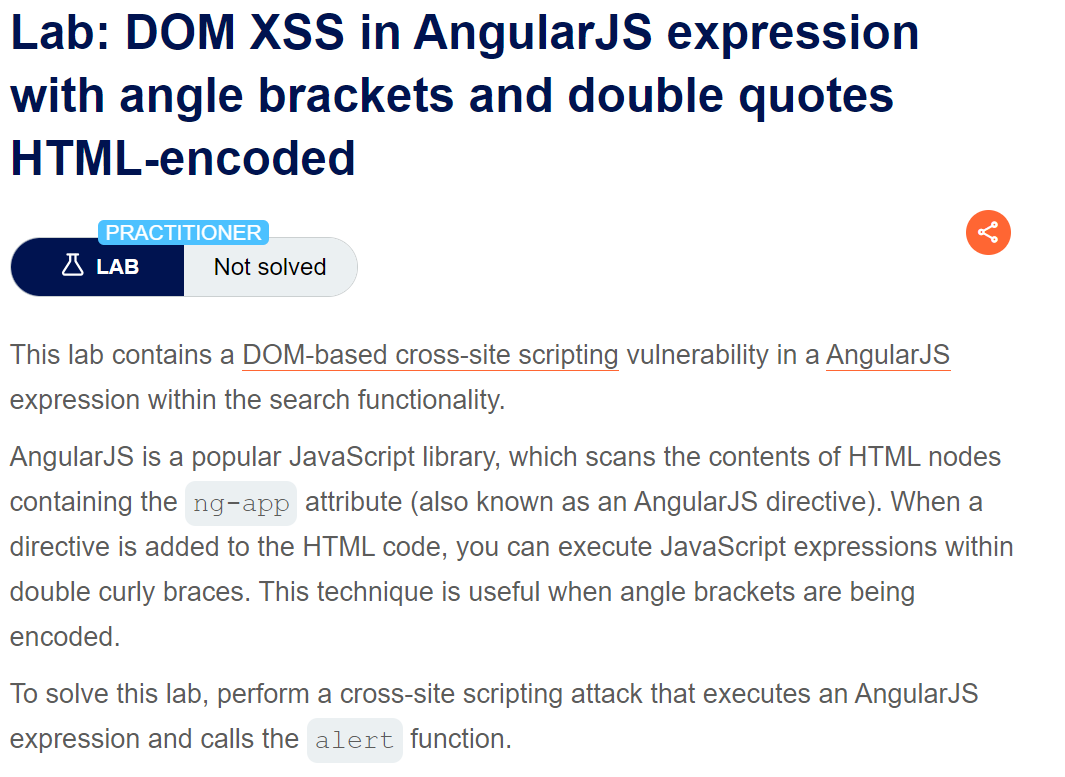 Lab: DOM XSS in AngularJS expression
with angle brackets and double quotes
HTML-encoded
PRACTITIONER
LAB
Not solved
This lab contains a DOM-based cross-site scripting vulnerability in a AngularJS
expression within the search functionality.
AngularJS is a popular JavaScript library, which scans the contents of HTML nodes
containing the ng-app attribute (also known as an AngularJS directive). When a
directive is added to the HTML code, you can execute JavaScript expressions within
double curly braces. This technique is useful when angle brackets are being
encoded.
To solve this lab, perform a cross-site scripting attack that executes an AngularJS
expression and calls the alert function.